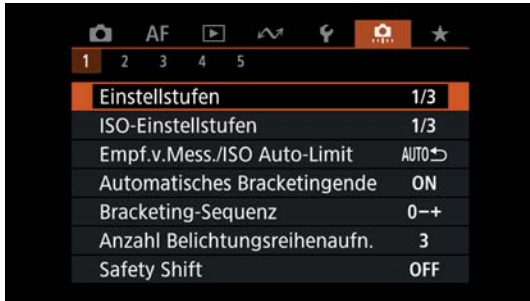 AF
1 2 3 4 5
Einstellstufen 1/3
ISO-Einstellstufen 1/3
Empf.v.Mess./ISO Auto-Limit AUTO
Automatisches Bracketingende ON
Bracketing-Sequenz 0−+
Anzahl Belichtungsreihenaufn. 3
Safety Shift OFF